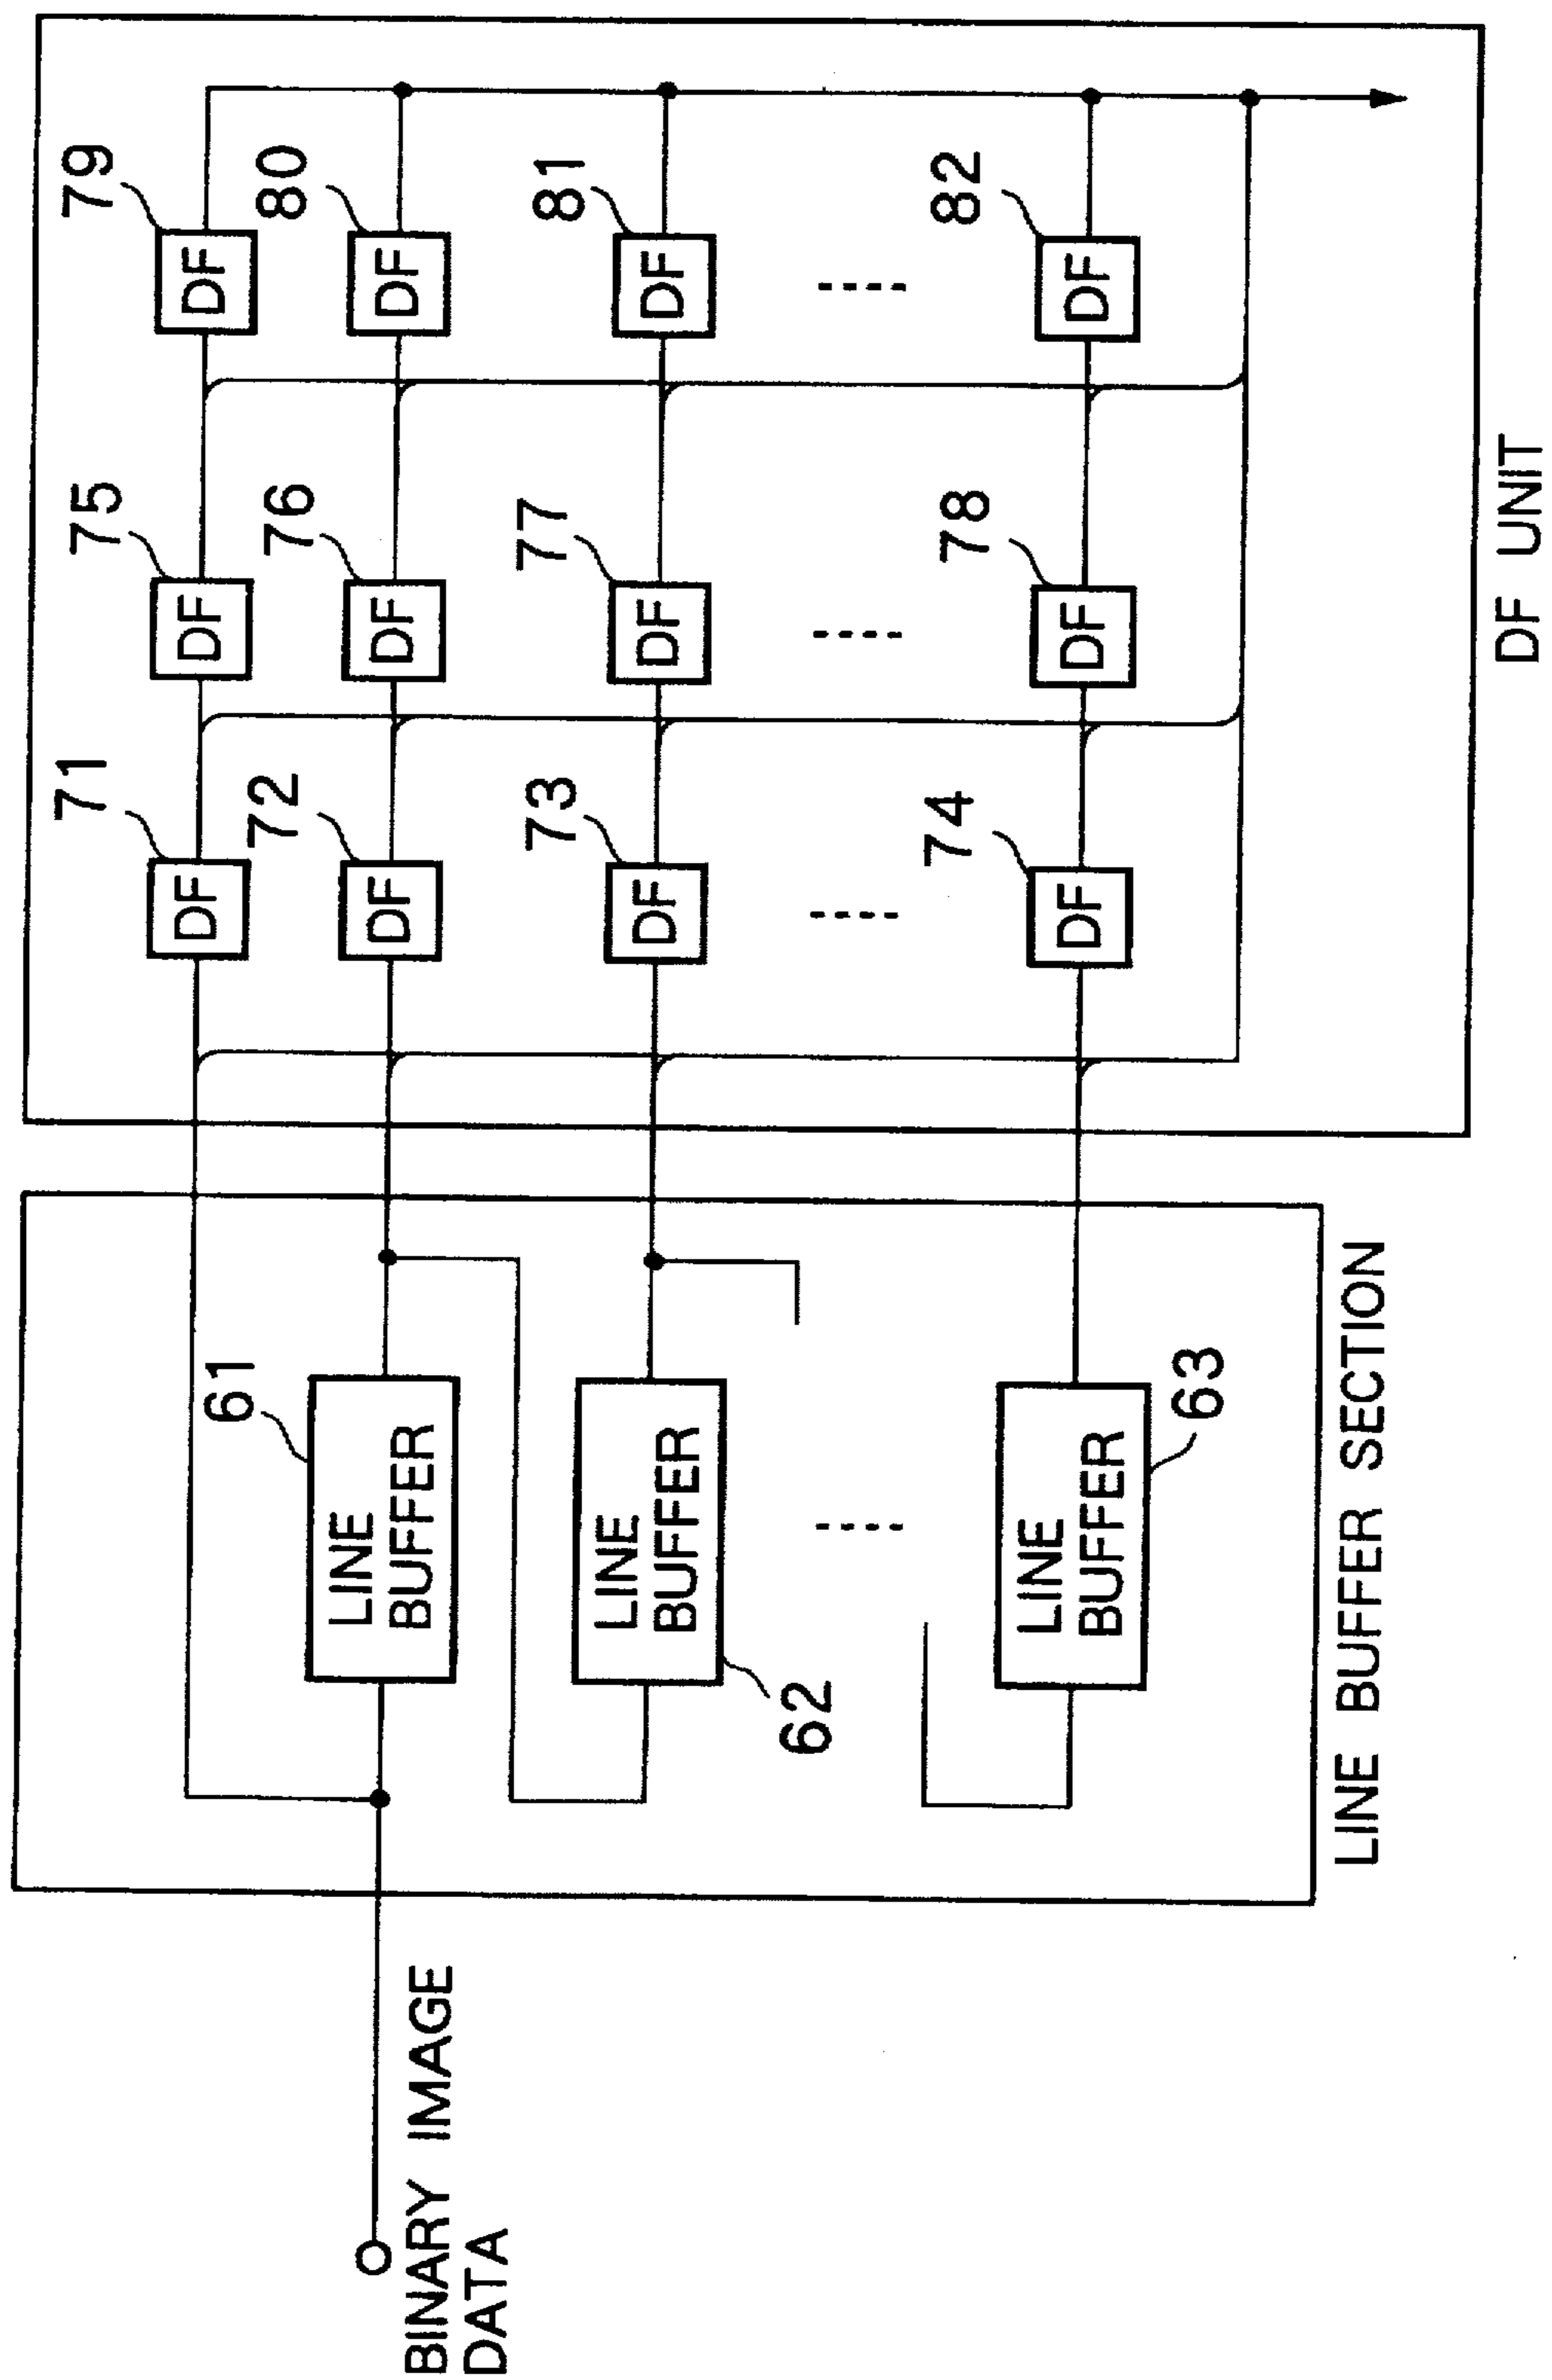 BINARY IMAGE
DATA
61
LINE
BUFFER
LINE
BUFFER
62
LINE
BUFFER
63
LINE BUFFER SECTION
71
DF
75
DF
79
DF
72
DF
76
DF
80
DF
73
DF
77
DF
81
DF
74
DF
78
DF
82
DF
DF UNIT